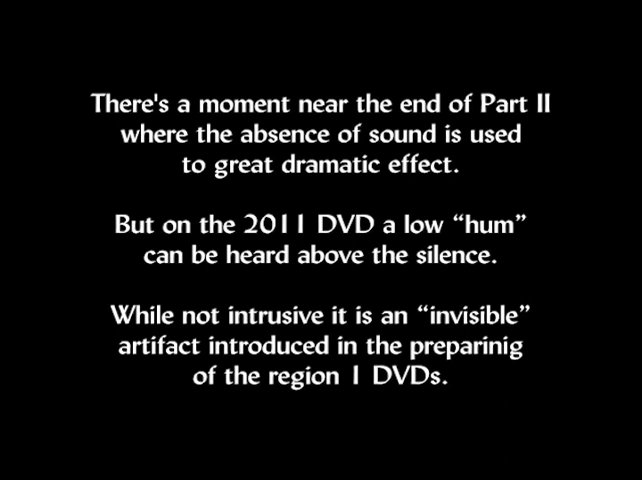 There's a moment near the end of Part II
where the absence of sound is used
to great dramatic effect.
But on the 2011 DVD a low “hum”
can be heard above the silence.
While not intrusive it is an “invisible”
artifact introduced in the preparinig
of the region 1 DVDs.